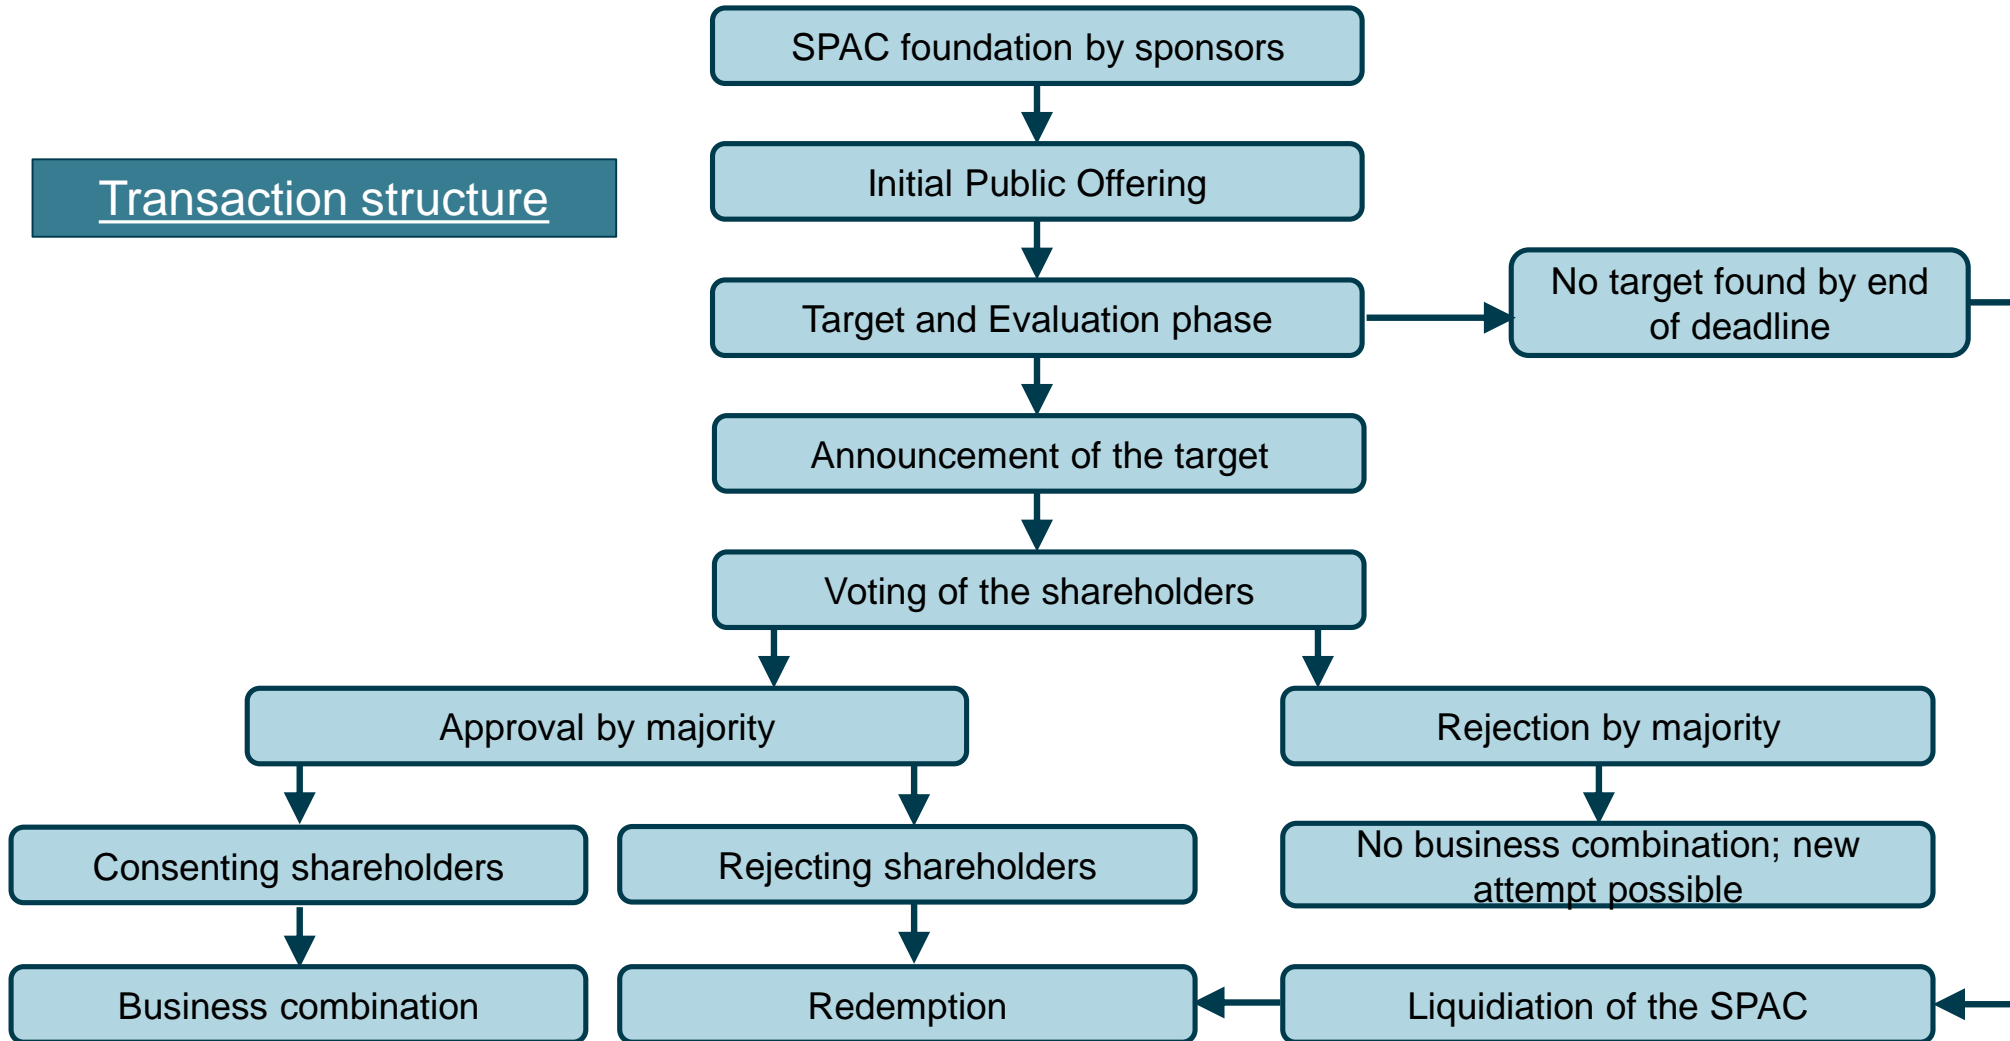 SPAC foundation by sponsors
Transaction structure
Initial Public Offering
Target and Evaluation phase
No target found by end
of deadline
Announcement of the target
Voting of the shareholders
Approval by majority
Rejection by majority
Consenting shareholders
Rejecting shareholders
No business combination; new
attempt possible
Business combination
Redemption
Liquidiation of the SPAC